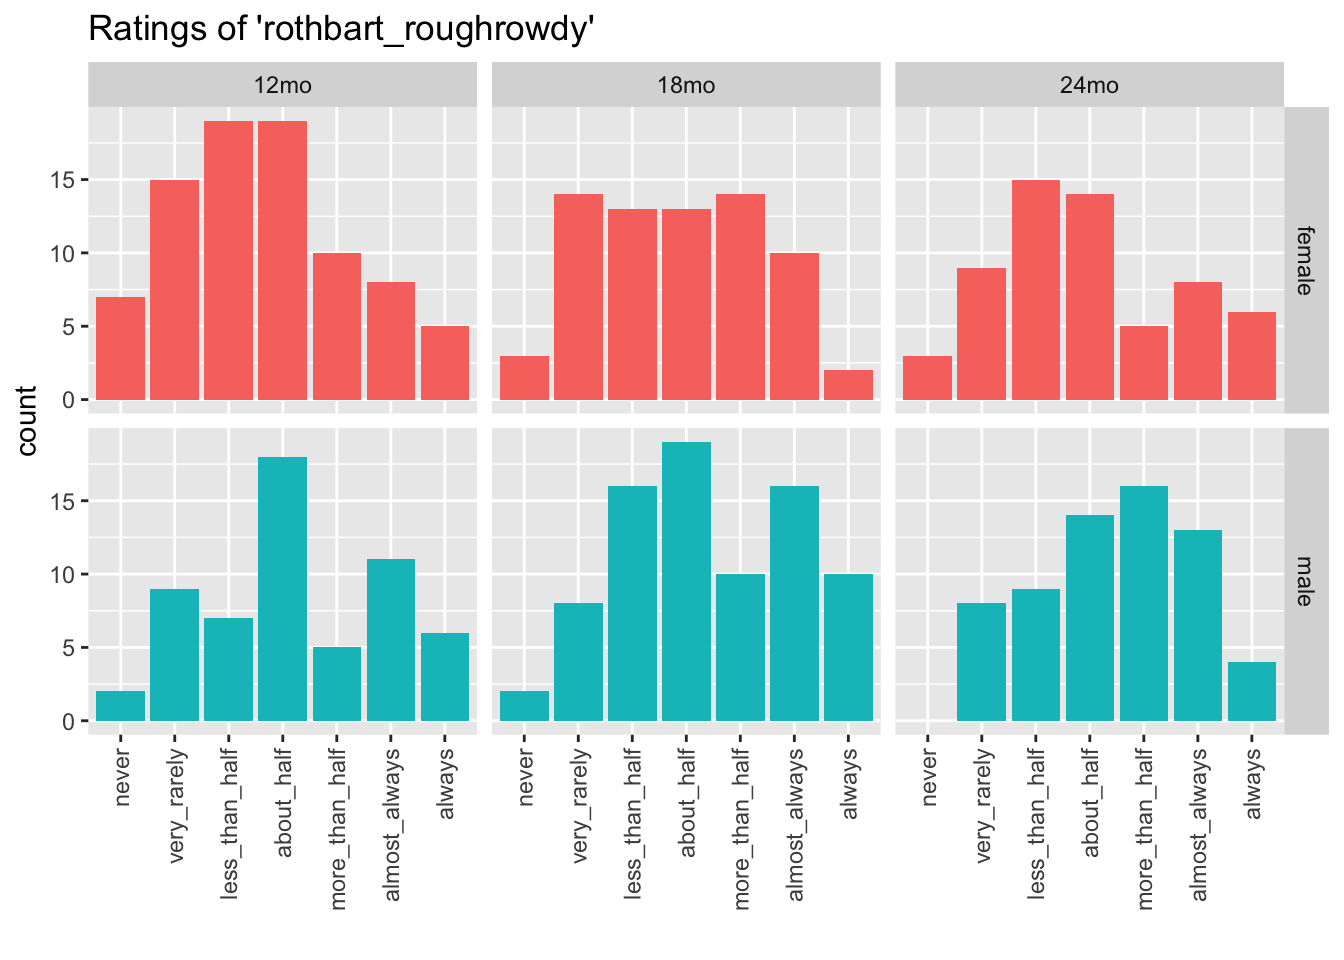 Ratings of 'rothbart_roughrowdy'
12mo
18mo
24mo
15
10
5
0
female
count
15
10
5
0
male
never
very_rarely
less_than_half
about_half
more_than_half
almost_always
always
never
very_rarely
less_than_half
about_half
more_than_half
almost_always
always
never
very_rarely
less_than_half
about_half
more_than_half
almost_always
always